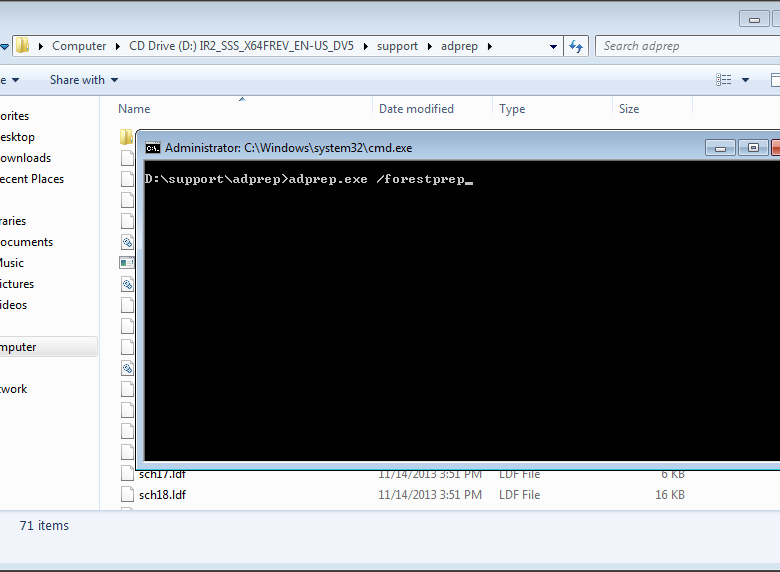 Computer CD Drive (D:) IR2_SSS_X64FREV_EN-US_DV5 support adprep Search adprep
e Share with
Name Date modified Type Size
orites
esktop
ownloads
ecent Places
raries
ocuments
Music
ictures
ideos
mputer
twork
Administrator: C:\Windows\system32\cmd.exe
D:\support\adprep>adprep.exe /forestprep_
sch17.ldf 11/14/2013 3:51 PM LDF File 6 KB
sch18.ldf 11/14/2013 3:51 PM LDF File 16 KB
71 items